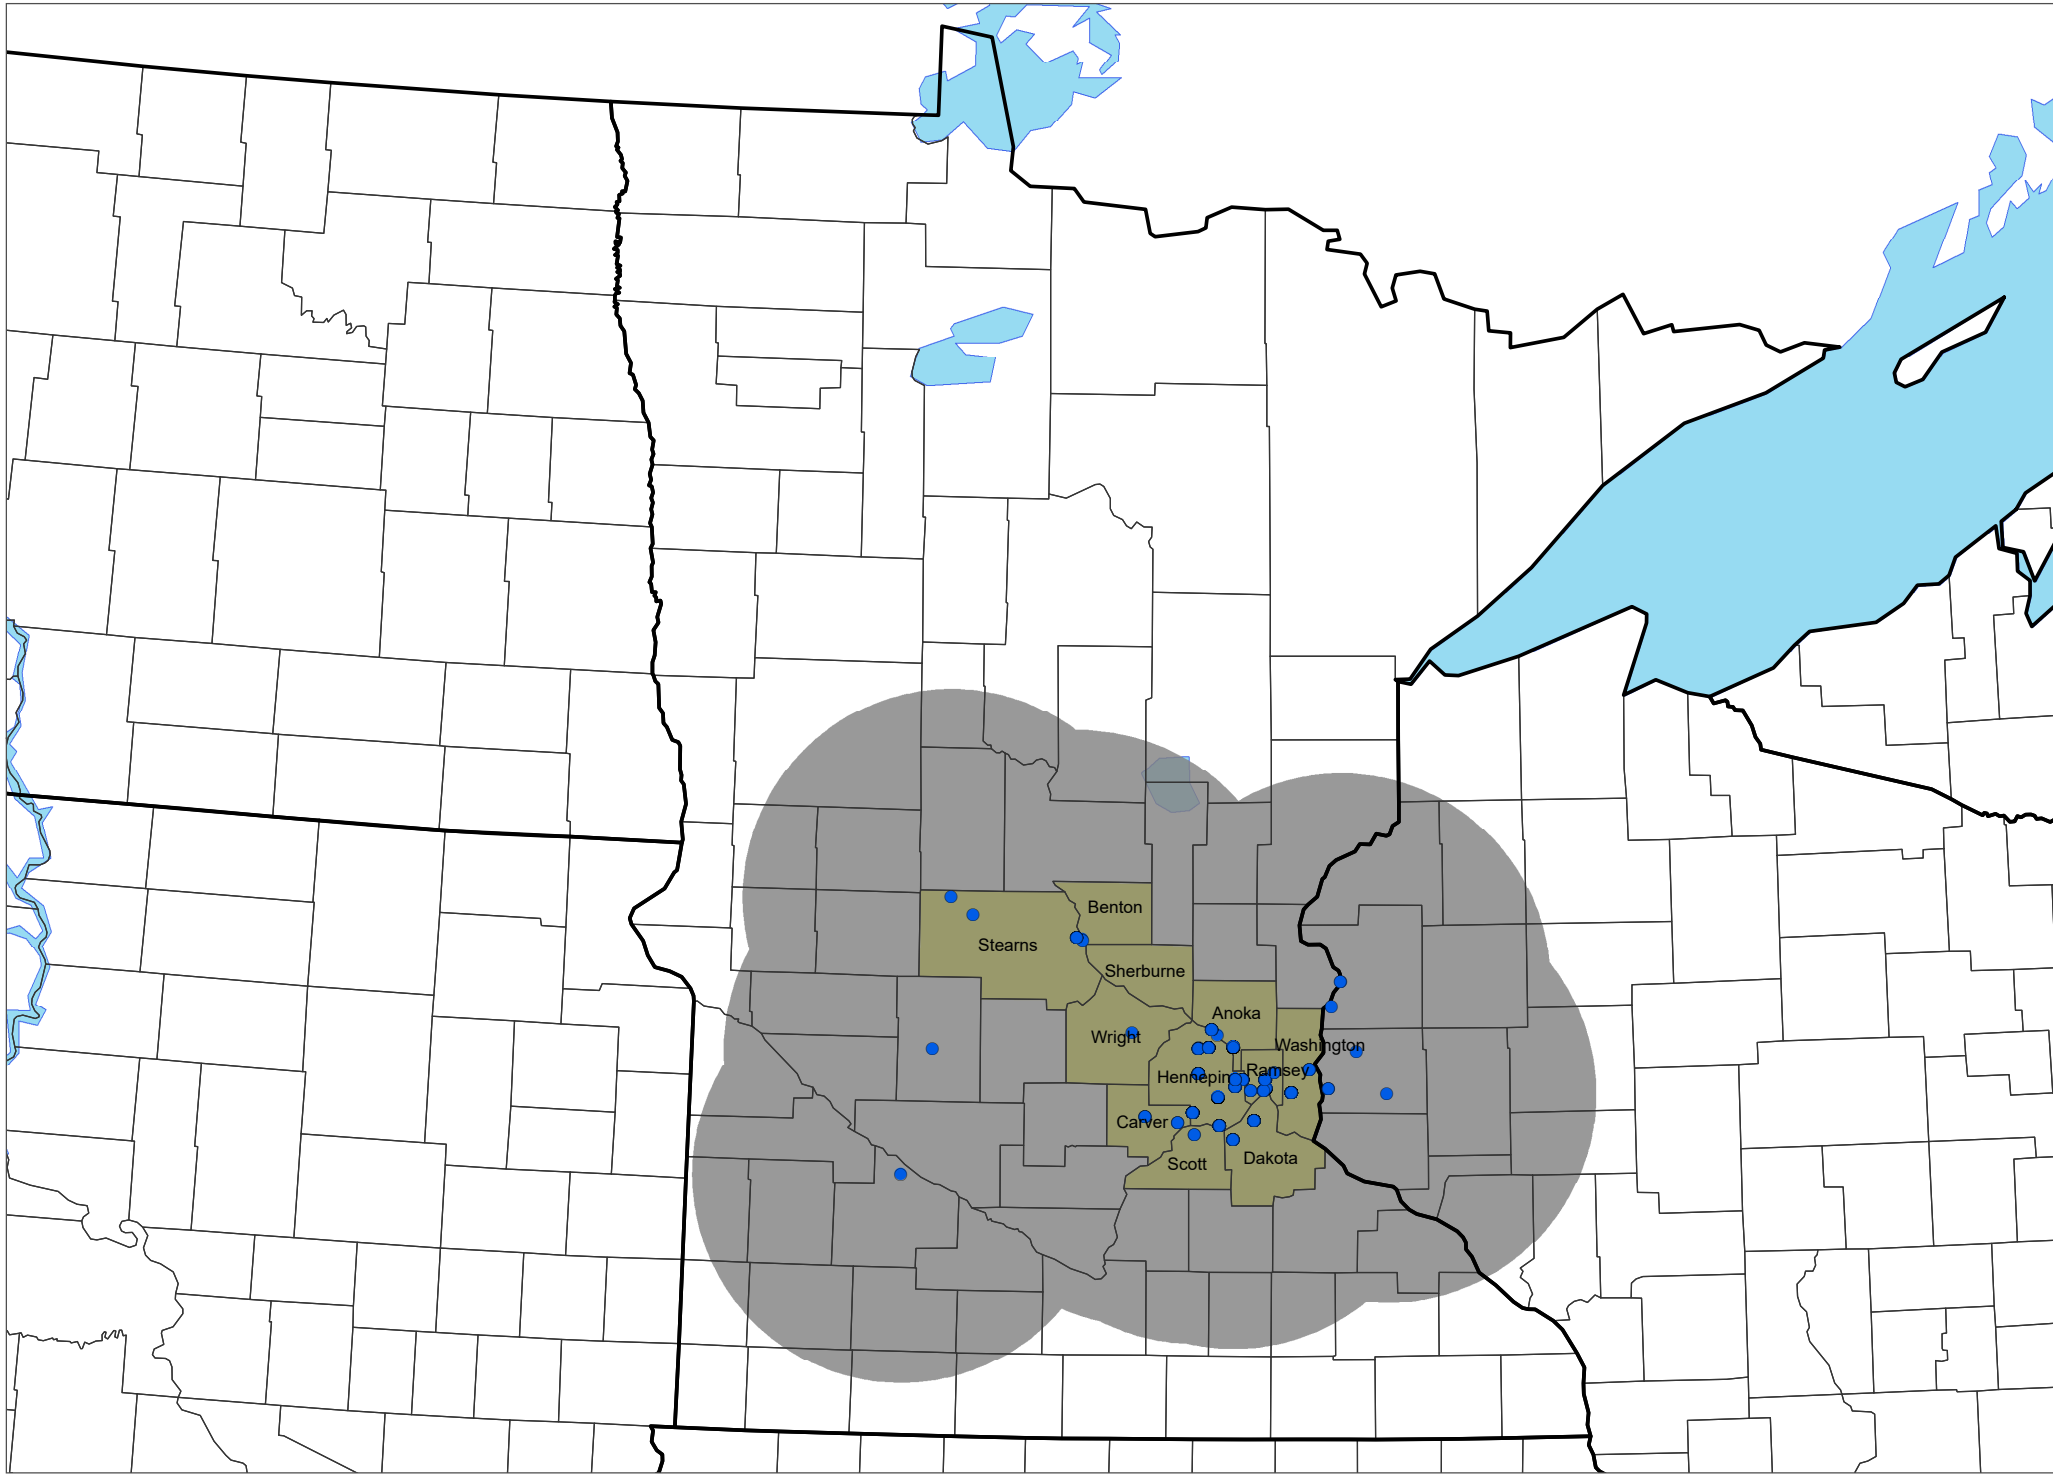 Benton
Stearns
Sherburne
Anoka
Wright
Washington
Hennepin
Ramsey
Carver
Scott
Dakota